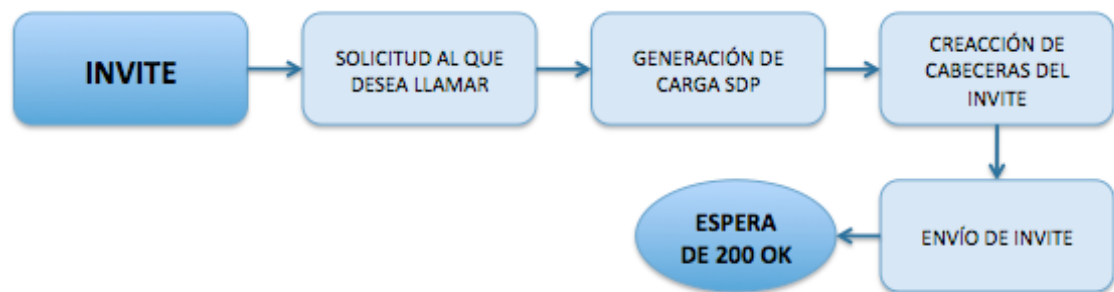 INVITE
SOLICITUD AL QUE
DESEA LLAMAR
GENERACIÓN DE
CARGA SDP
CREACCIÓN DE
CABECERAS DEL
INVITE
ENVÍO DE INVITE
ESPERA
DE 200 OK